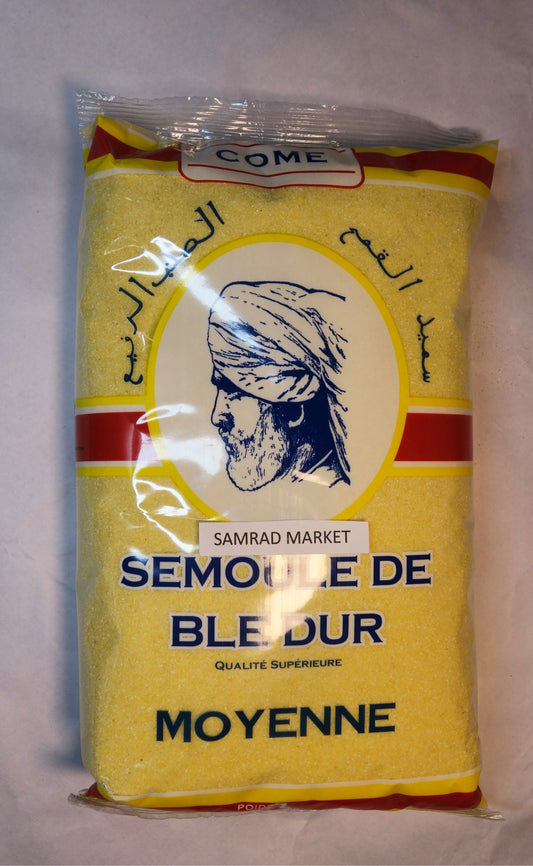 COME
سميد القمح
الصلب الرفيع
SAMRAD MARKET
SEMOULE DE
BLE DUR
QUALITÉ SUPÉRIEURE
MOYENNE